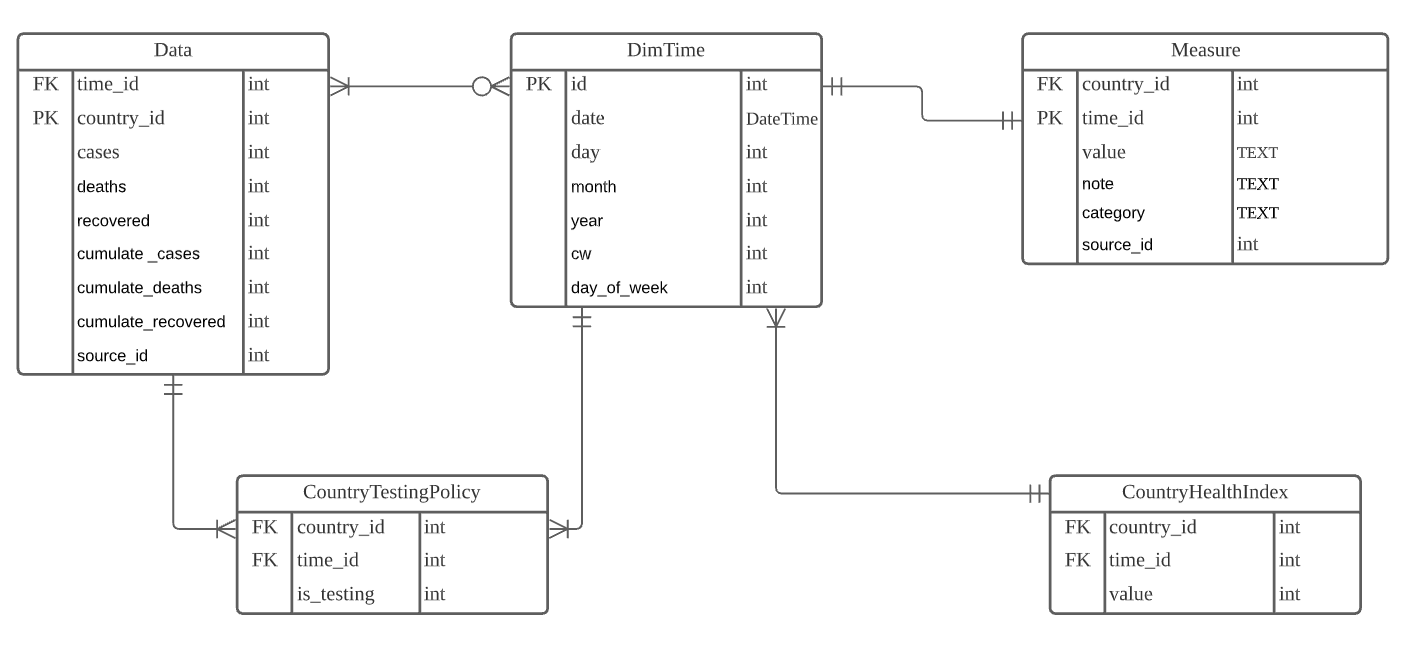 Data
FK time_id int
PK country_id int
cases int
deaths int
recovered int
cumulate _cases int
cumulate_deaths int
cumulate_recovered int
source_id int
DimTime
PK id int
date DateTime
day int
month int
year int
cw int
day_of_week int
Measure
FK country_id int
PK time_id int
value TEXT
note TEXT
category TEXT
source_id int
CountryTestingPolicy
FK country_id int
FK time_id int
is_testing int
CountryHealthIndex
FK country_id int
FK time_id int
value int